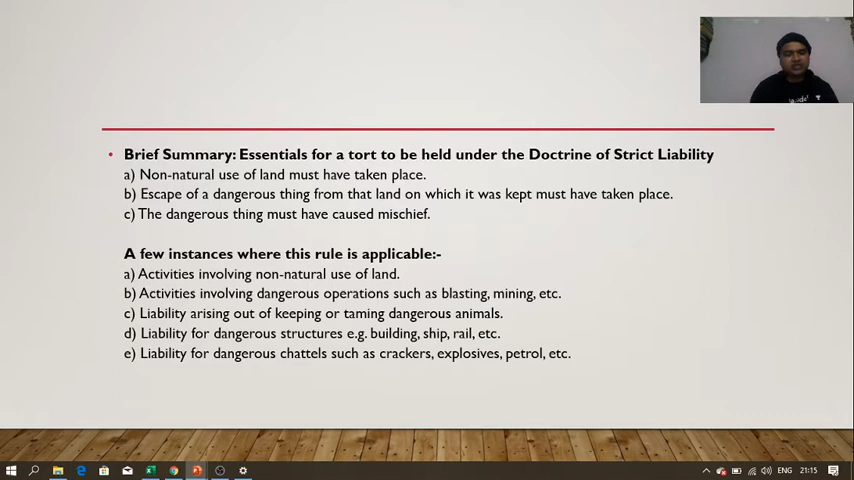 • Brief Summary: Essentials for a tort to be held under the Doctrine of Strict Liability
a) Non-natural use of land must have taken place.
b) Escape of a dangerous thing from that land on which it was kept must have taken place.
c) The dangerous thing must have caused mischief.
A few instances where this rule is applicable:-
a) Activities involving non-natural use of land.
b) Activities involving dangerous operations such as blasting, mining, etc.
c) Liability arising out of keeping or taming dangerous animals.
d) Liability for dangerous structures e.g. building, ship, rail, etc.
e) Liability for dangerous chattels such as crackers, explosives, petrol, etc.
ENG 21:15